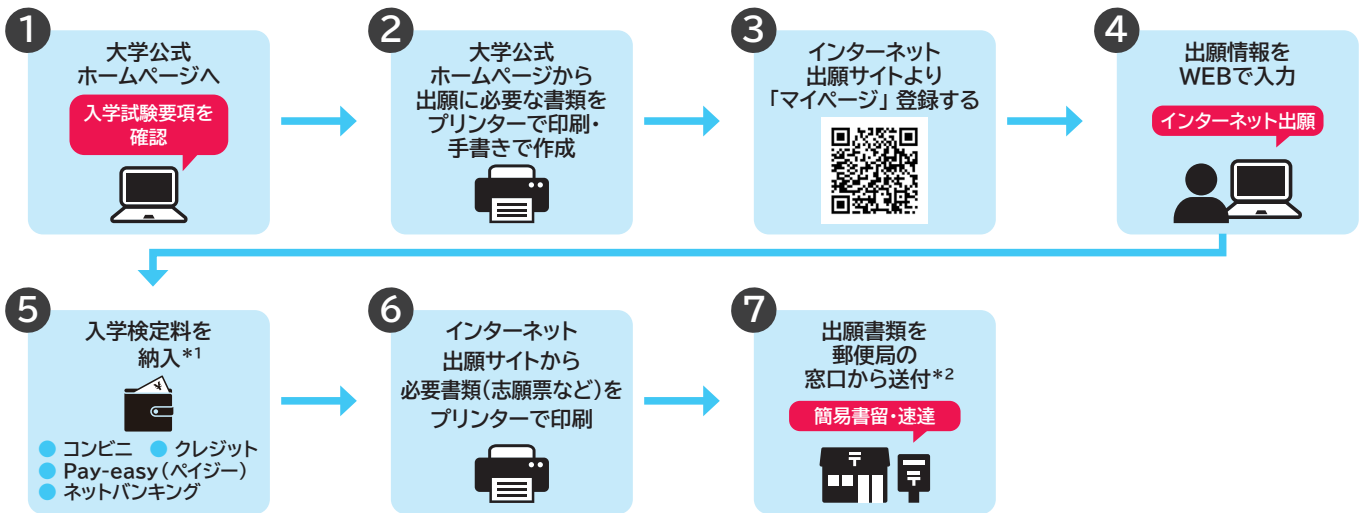 1
大学公式
ホームページへ
入学試験要項を
確認
2
大学公式
ホームページから
出願に必要な書類を
プリンターで印刷・
手書きで作成
3
インターネット
出願サイトより
「マイページ」登録する
4
出願情報を
WEBで入力
インターネット出願
5
入学検定料を
納入*1
¥
● コンビニ ● クレジット
● Pay-easy(ペイジー)
● ネットバンキング
6
インターネット
出願サイトから
必要書類(志願票など)を
プリンターで印刷
7
出願書類を
郵便局の
窓口から送付*2
簡易書留・速達
〒
〒